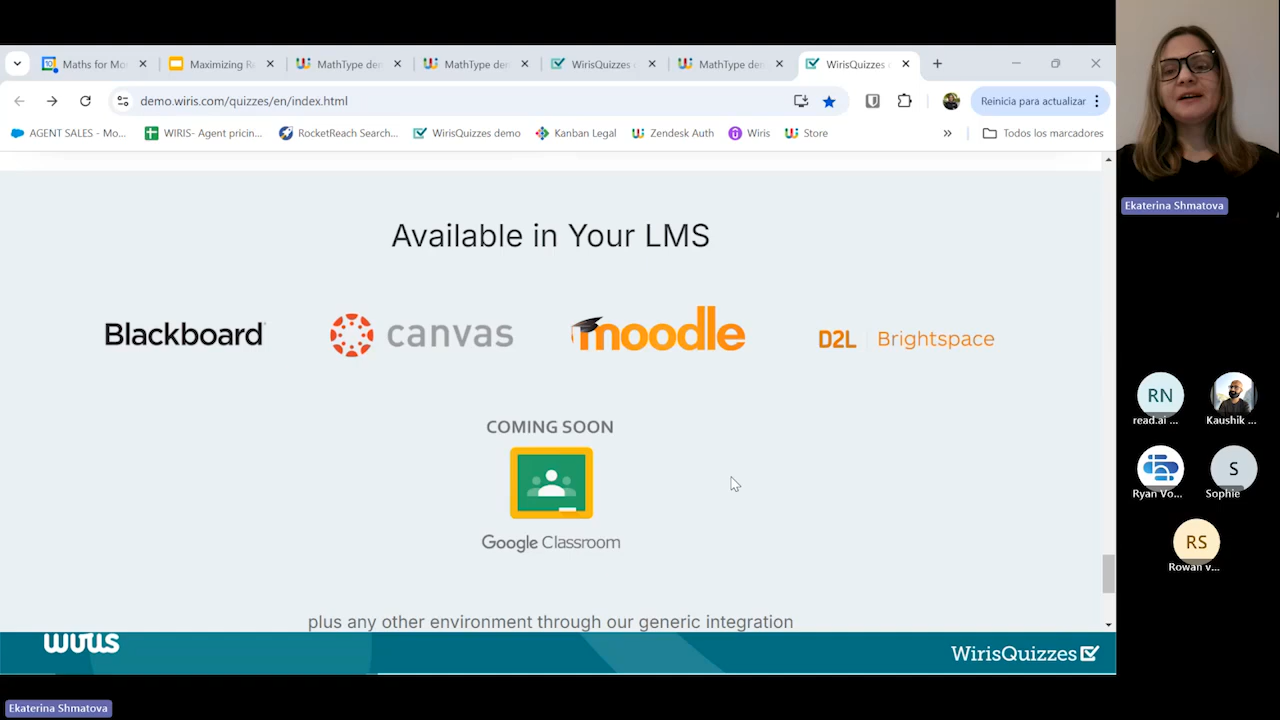 Maths for Mo
Maximizing R
MathType de
MathType de
WirisQuizzes
MathType de
WirisQuizzes
demo.wiris.com/quizzes/en/index.html
Reinicia para actualizar
AGENT SALES - Mo...
WIRIS- Agent pricin...
RocketReach Search...
WirisQuizzes demo
Kanban Legal
Zendesk Auth
Wiris
Store
»
Todos los marcadores
Ekaterina Shmatova
Available in Your LMS
Blackboard
canvas
moodle
D2L Brightspace
COMING SOON
Google Classroom
plus any other environment through our generic integration
RN
read.ai ...
Kaushik ...
Ryan Vo...
S
Sophie
RS
Rowan v...
wiris
WirisQuizzes
Ekaterina Shmatova